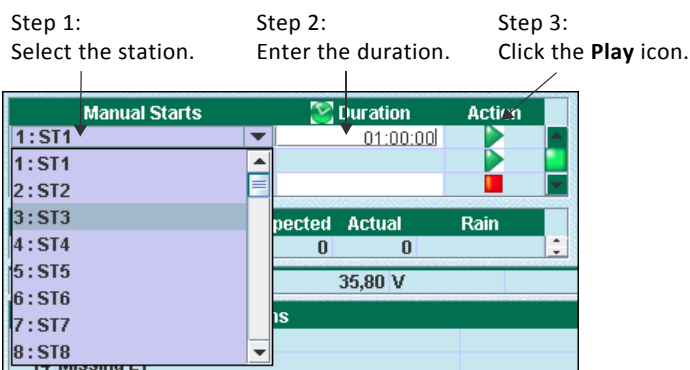 Step 1: Step 2: Step 3:
Select the station. Enter the duration. Click the Play icon.
Manual Starts Duration Action
1:ST1 01:00:00
1:ST1
2:ST2
3:ST3
pected Actual Rain
4:ST4 0 0
5:ST5 35,80 V
6:ST6
7:ST7 ns
8:ST8